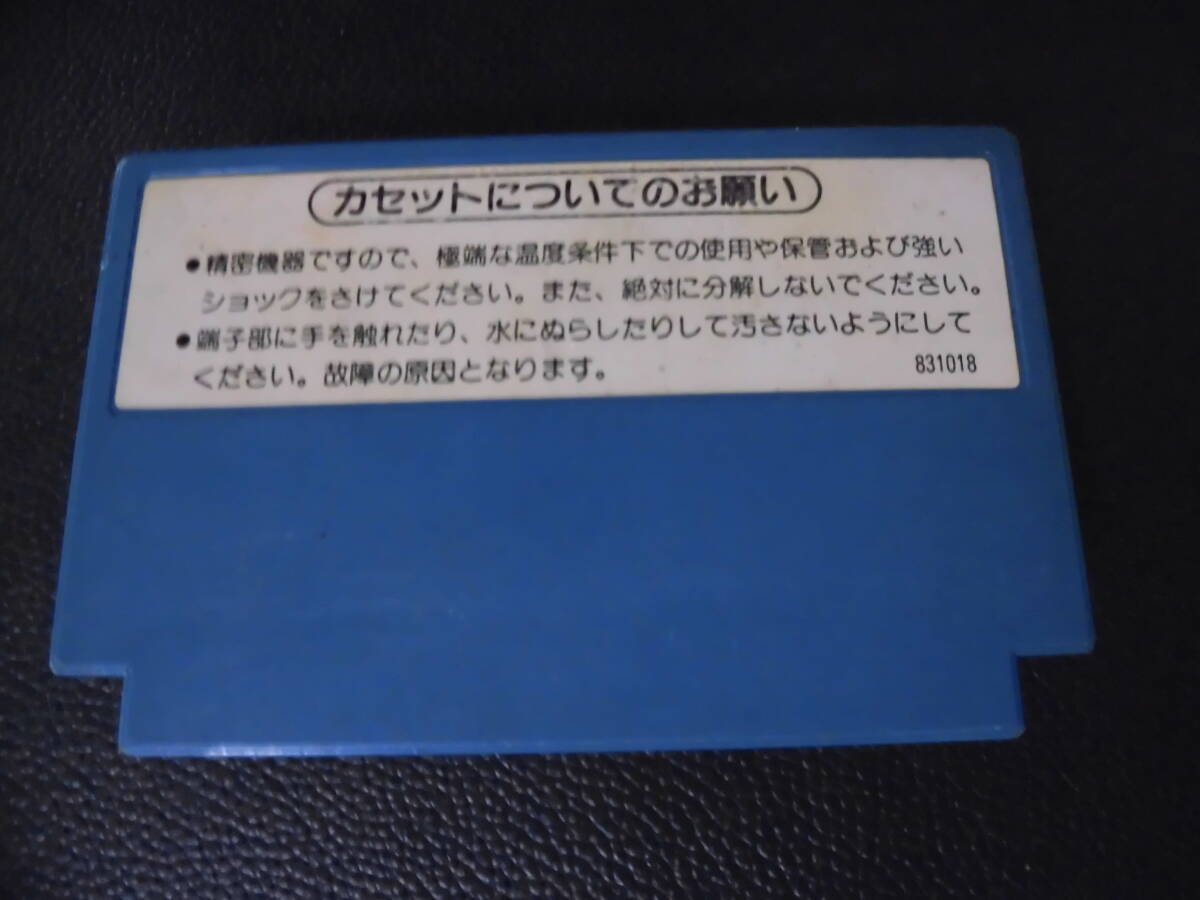 カセットについてのお願い
●精密機器ですので、極端な温度条件下での使用や保管および強い
ショックをさけてください。また、絶対に分解しないでください。
●端子部に手を触れたり、水にぬらしたりして汚さないようにして
ください。故障の原因となります。
831018